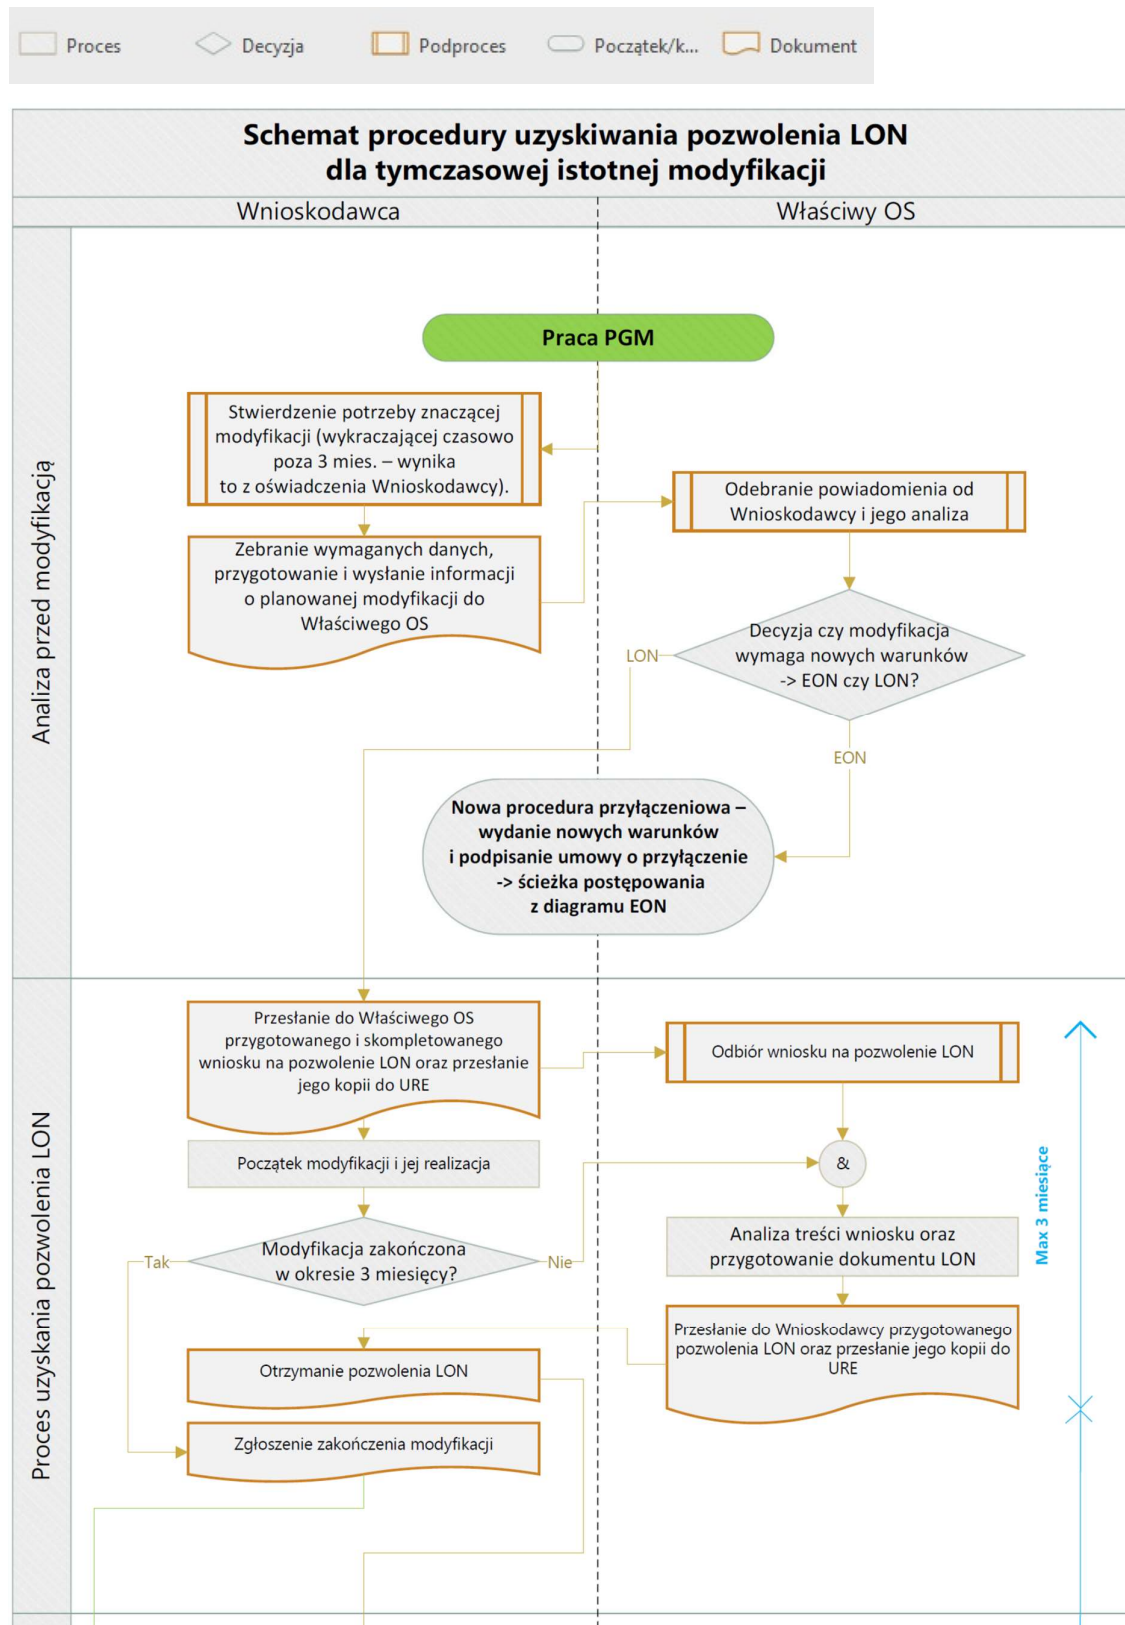 Proces
Decyzja
Podproces
Początek/k...
Dokument
Schemat procedury uzyskiwania pozwolenia LON
dla tymczasowej istotnej modyfikacji
Wnioskodawca
Właściwy OS
Analiza przed modyfikacją
Praca PGM
Stwierdzenie potrzeby znaczącej
modyfikacji (wykraczającej czasowo
poza 3 mies. – wynika
to z oświadczenia Wnioskodawcy).
Odebranie powiadomienia od
Wnioskodawcy i jego analiza
Zebranie wymaganych danych,
przygotowanie i wysłanie informacji
o planowanej modyfikacji do
Właściwego OS
Decyzja czy modyfikacja
wymaga nowych warunków
-> EON czy LON?
LON
EON
Nowa procedura przyłączeniowa –
wydanie nowych warunków
i podpisanie umowy o przyłączenie
-> ścieżka postępowania
z diagramu EON
Proces uzyskania pozwolenia LON
Przesłanie do Właściwego OS
przygotowanego i skompletowanego
wniosku na pozwolenie LON oraz przesłanie
jego kopii do URE
Odbiór wniosku na pozwolenie LON
Początek modyfikacji i jej realizacja
&
Max 3 miesiące
Modyfikacja zakończona
w okresie 3 miesięcy?
Tak
Nie
Analiza treści wniosku oraz
przygotowanie dokumentu LON
Przesłanie do Wnioskodawcy przygotowanego
pozwolenia LON oraz przesłanie jego kopii do
URE
Otrzymanie pozwolenia LON
Zgłoszenie zakończenia modyfikacji